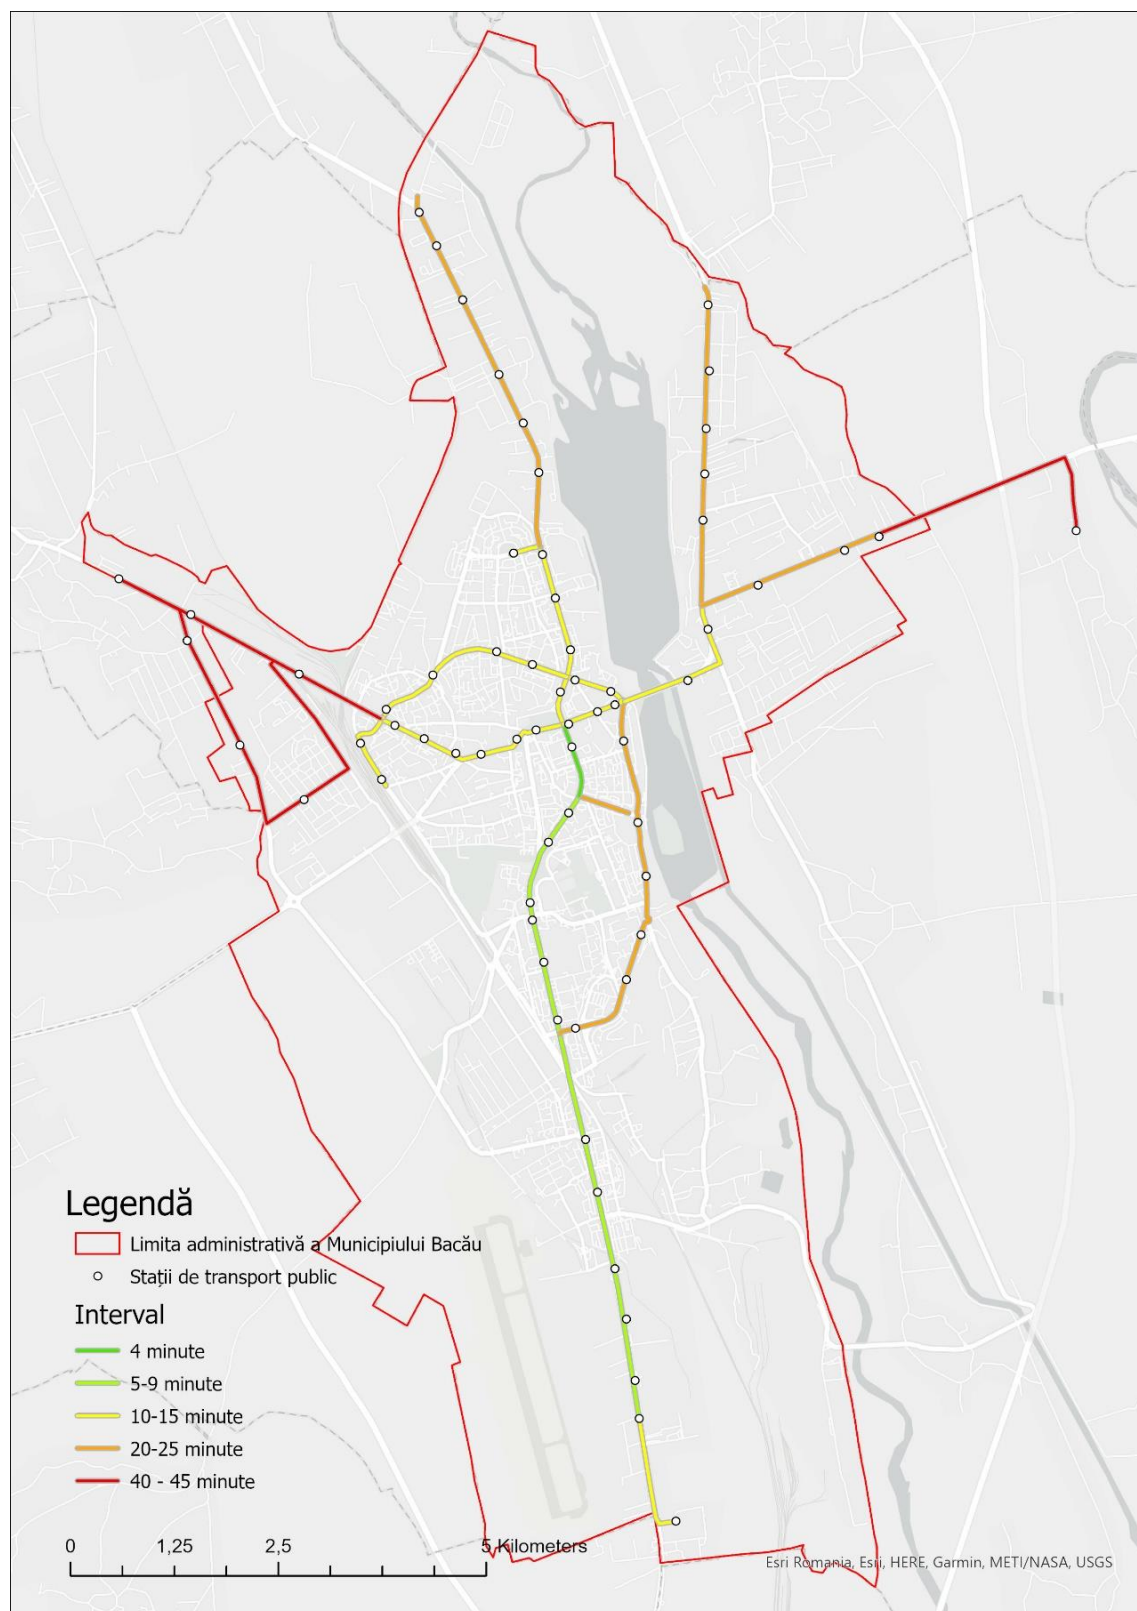 Legendă
Limita administrativă a Municipiului Bacău
Stații de transport public
Interval
4 minute
5-9 minute
10-15 minute
20-25 minute
40 - 45 minute
0 1,25 2,5 5 Kilometers
Esri Romania, Esri, HERE, Garmin, METI/NASA, USGS